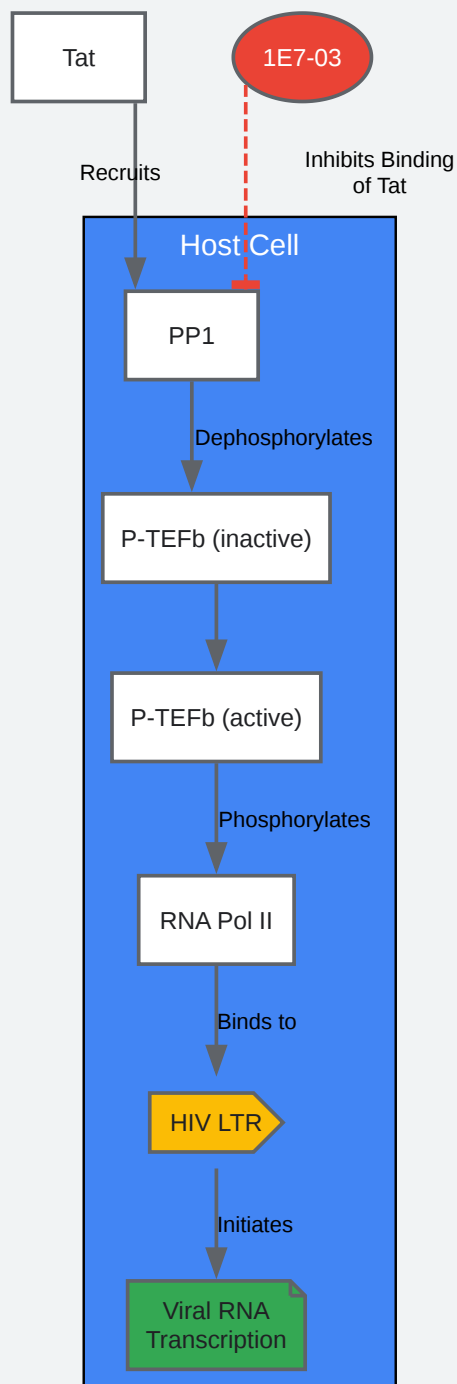 Tat
1E7-03
Recruits
Inhibits Binding
of Tat
Host Cell
PP1
Dephosphorylates
P-TEFb (inactive)
P-TEFb (active)
Phosphorylates
RNA Pol II
Binds to
HIV LTR
Initiates
Viral RNA
Transcription